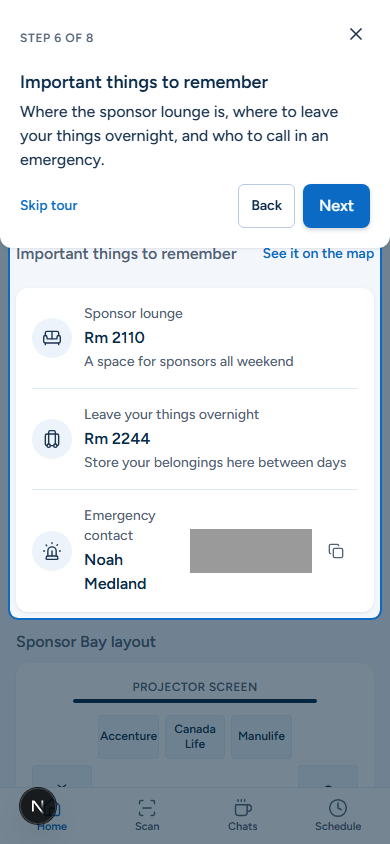 STEP 6 OF 8
Important things to remember
Where the sponsor lounge is, where to leave
your things overnight, and who to call in an
emergency.
Skip tour
Back
Next
Important things to remember
See it on the map
Sponsor lounge
Rm 2110
A space for sponsors all weekend
Leave your things overnight
Rm 2244
Store your belongings here between days
Emergency
contact
Noah
Medland
Sponsor Bay layout
PROJECTOR SCREEN
Accenture
Canada
Life
Manulife
N
Home
Scan
Chats
Schedule